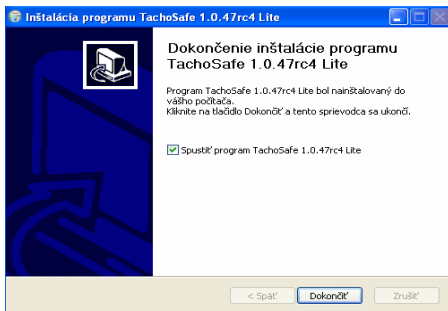 Inštalácia programu TachoSafe 1.0.47rc4 Lite
Dokončenie inštalácie programu
TachoSafe 1.0.47rc4 Lite
Program TachoSafe 1.0.47rc4 Lite bol nainštalovaný do
vášho počítača.
Kliknite na tlačidlo Dokončiť a tento sprievodca sa ukončí.
Spustiť program TachoSafe 1.0.47rc4 Lite
< Späť
Dokončiť
Zrušiť